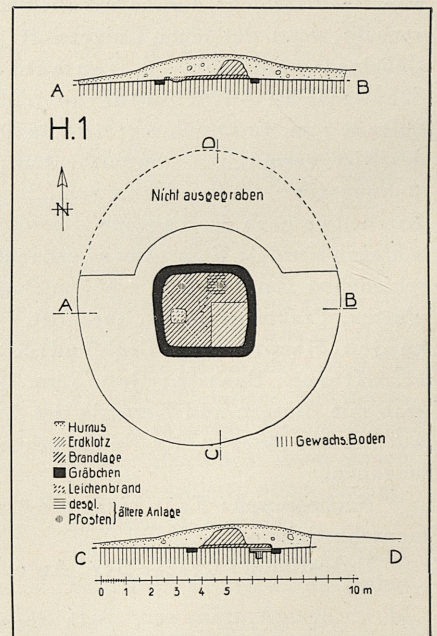 A B
H.1
D
N
Nicht ausgegraben
A B
C
Humus
Erdklotz
Brandlage
Gräbchen
Leichenbrand
desgl.
Pfosten
ältere Anlage
Gewachs. Boden
C D
0 1 2 3 4 5 10 m